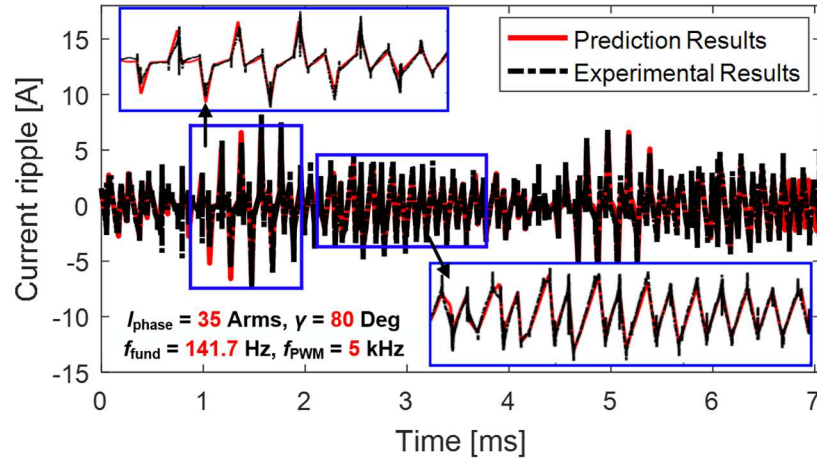 Current ripple [A]
15
10
5
0
-5
-10
-15
Prediction Results
Experimental Results
I_phase = 35 Arms, γ = 80 Deg
f_fund = 141.7 Hz, f_PWM = 5 kHz
0 1 2 3 4 5 6 7
Time [ms]